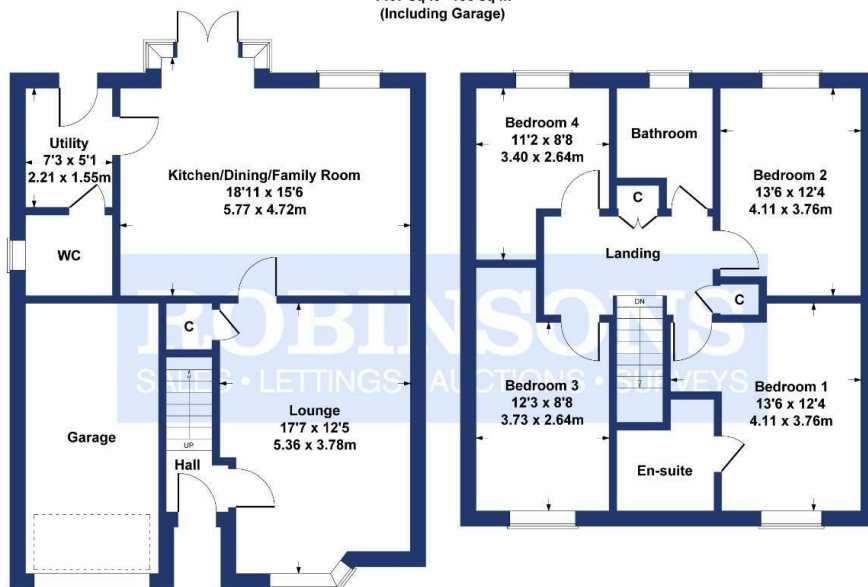 (Including Garage)
Utility
7'3 x 5'1
2.21 x 1.55m
Kitchen/Dining/Family Room
18'11 x 15'6
5.77 x 4.72m
WC
C
Lounge
17'7 x 12'5
5.36 x 3.78m
Garage
UP
Hall
Bedroom 4
11'2 x 8'8
3.40 x 2.64m
Bathroom
Bedroom 2
13'6 x 12'4
4.11 x 3.76m
C
Landing
DN
C
Bedroom 3
12'3 x 8'8
3.73 x 2.64m
Bedroom 1
13'6 x 12'4
4.11 x 3.76m
En-suite
ROBINSONS
SALES • LETTINGS • AUCTIONS • SURVEYS